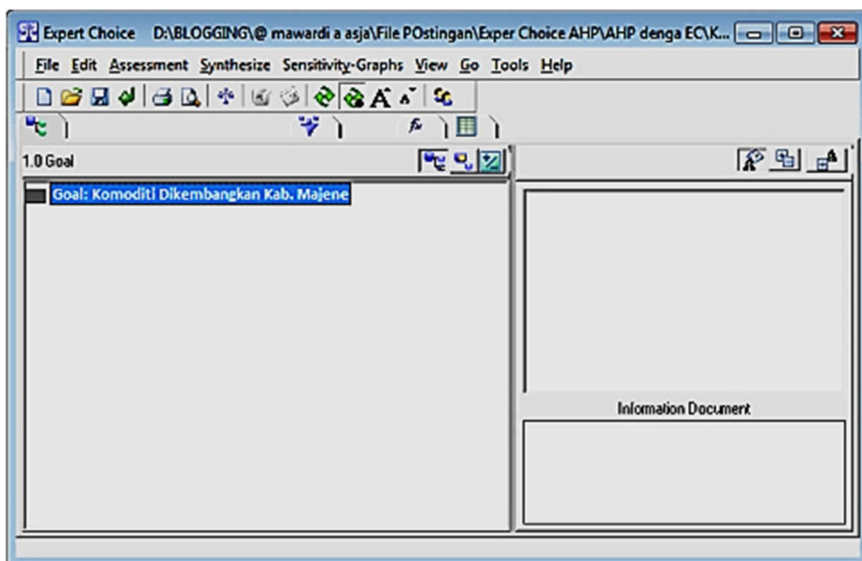 Expert Choice D:\BLOGGING\@ mawardi a asja\File POstingan\Exper Choice AHP\AHP denga EC\K...
File Edit Assessment Synthesize Sensitivity-Graphs View Go Tools Help
1.0 Goal
Goal: Komoditi Dikembangkan Kab. Majene
Information Document